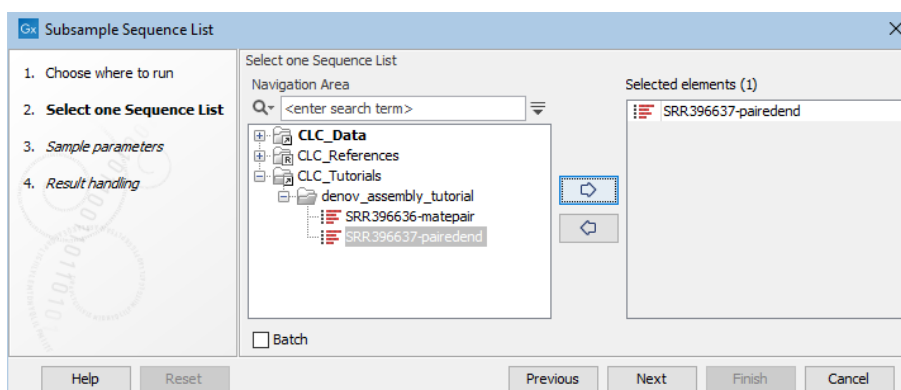 Gx Subsample Sequence List
1. Choose where to run
2. Select one Sequence List
3. Sample parameters
4. Result handling
Select one Sequence List
Navigation Area
<enter search term>
CLC_Data
CLC_References
CLC_Tutorials
denov_assembly_tutorial
SRR396636-matepair
SRR396637-pairedend
Batch
Selected elements (1)
SRR396637-pairedend
Help Reset Previous Next Finish Cancel